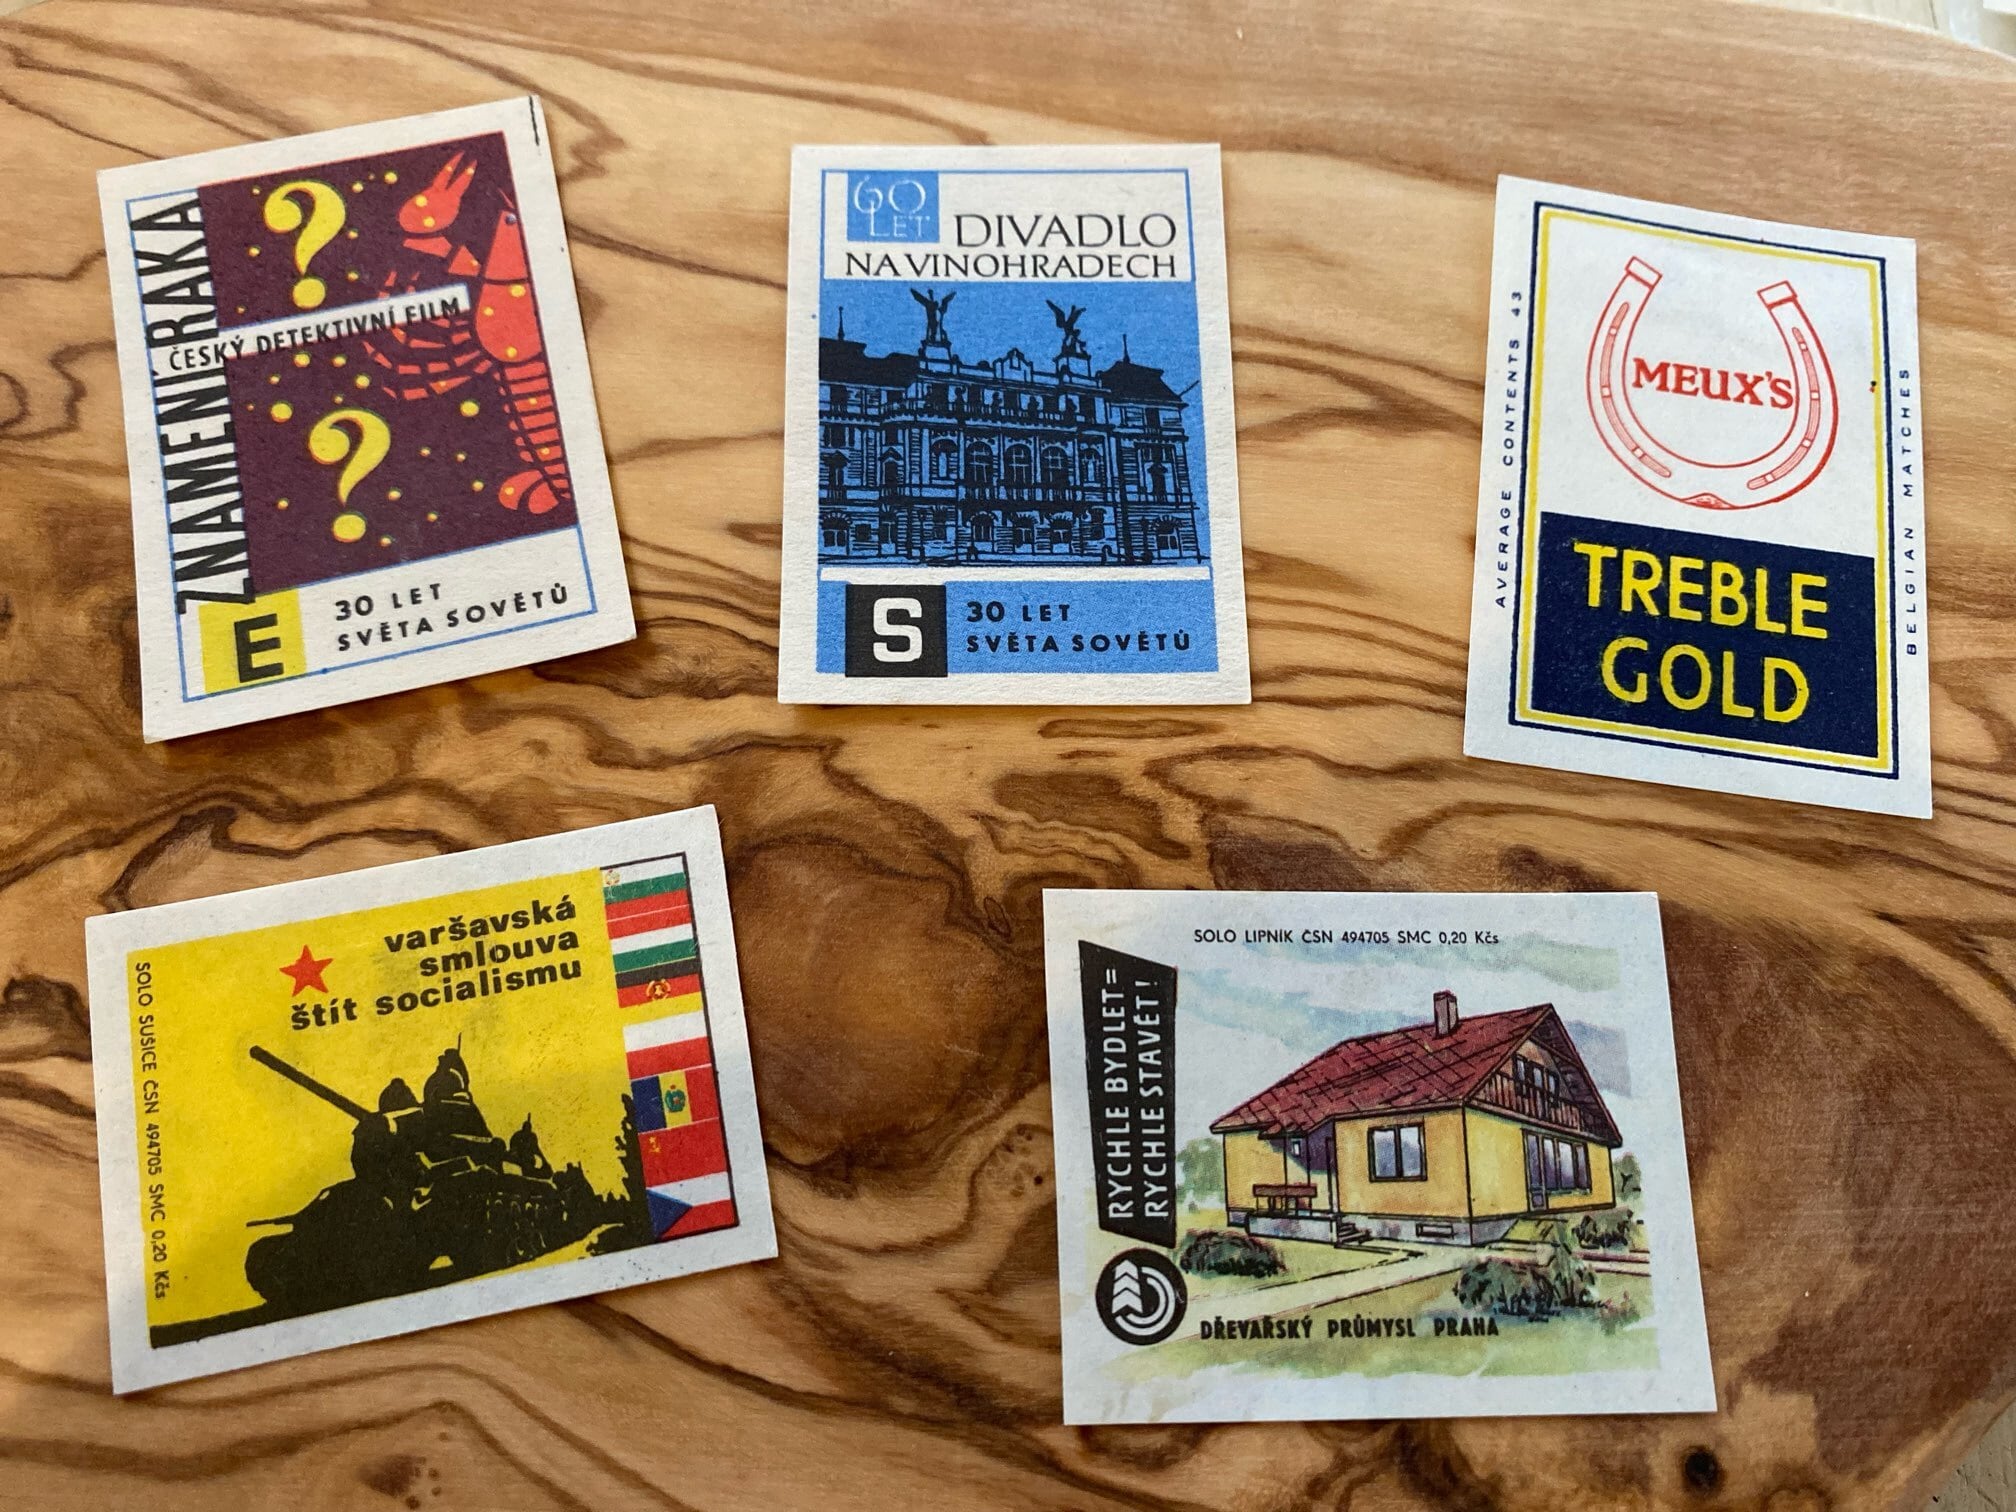 ZNAMENÍ RAKA
ČESKÝ DETEKTIVNÍ FILM
E
30 LET
SVĚTA SOVĚTŮ
60
LET
DIVADLO
NA VINOHRADECH
S
30 LET
SVĚTA SOVĚTŮ
AVERAGE CONTENTS 43
MEUX'S
TREBLE
GOLD
BELGIAN MATCHES
SOLO SUŠICE ČSN 494705 SMC 0,20 Kčs
varšavská
smlouva
štít socialismu
SOLO LIPNÍK ČSN 494705 SMC 0,20 Kčs
RYCHLE BYDLET=
RYCHLE STAVĚT!
DŘEVAŘSKÝ PRŮMYSL PRAHA